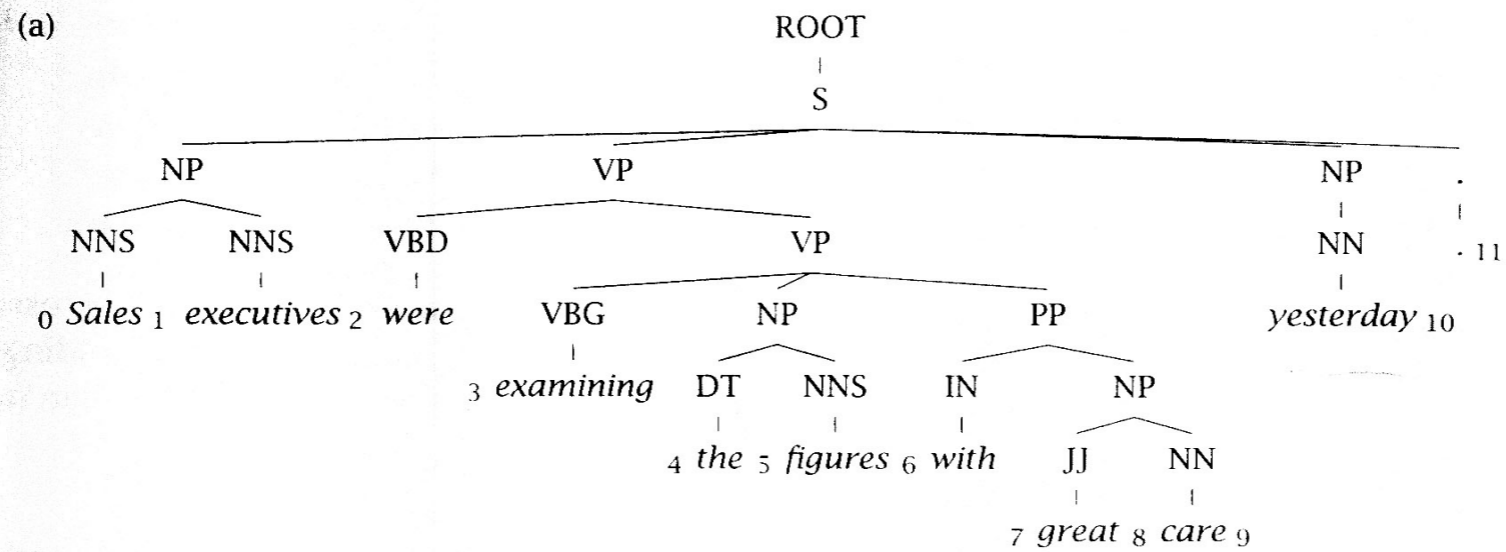 (a) ROOT
S
NP VP NP .
NNS NNS VBD VP NN . 11
0 Sales 1 executives 2 were VBG NP PP yesterday 10
3 examining DT NNS IN NP
4 the 5 figures 6 with JJ NN
7 great 8 care 9